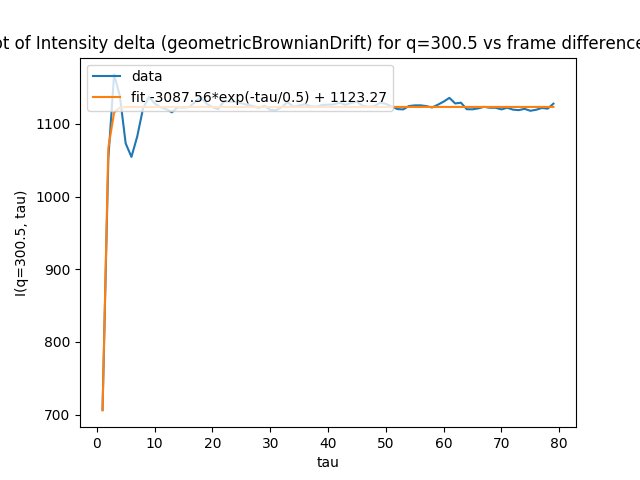 of Intensity delta (geometricBrownianDrift) for q=300.5 vs frame difference
data
fit -3087.56*exp(-tau/0.5) + 1123.27
I(q=300.5, tau)
1100
1000
900
800
700
0 10 20 30 40 50 60 70 80
tau